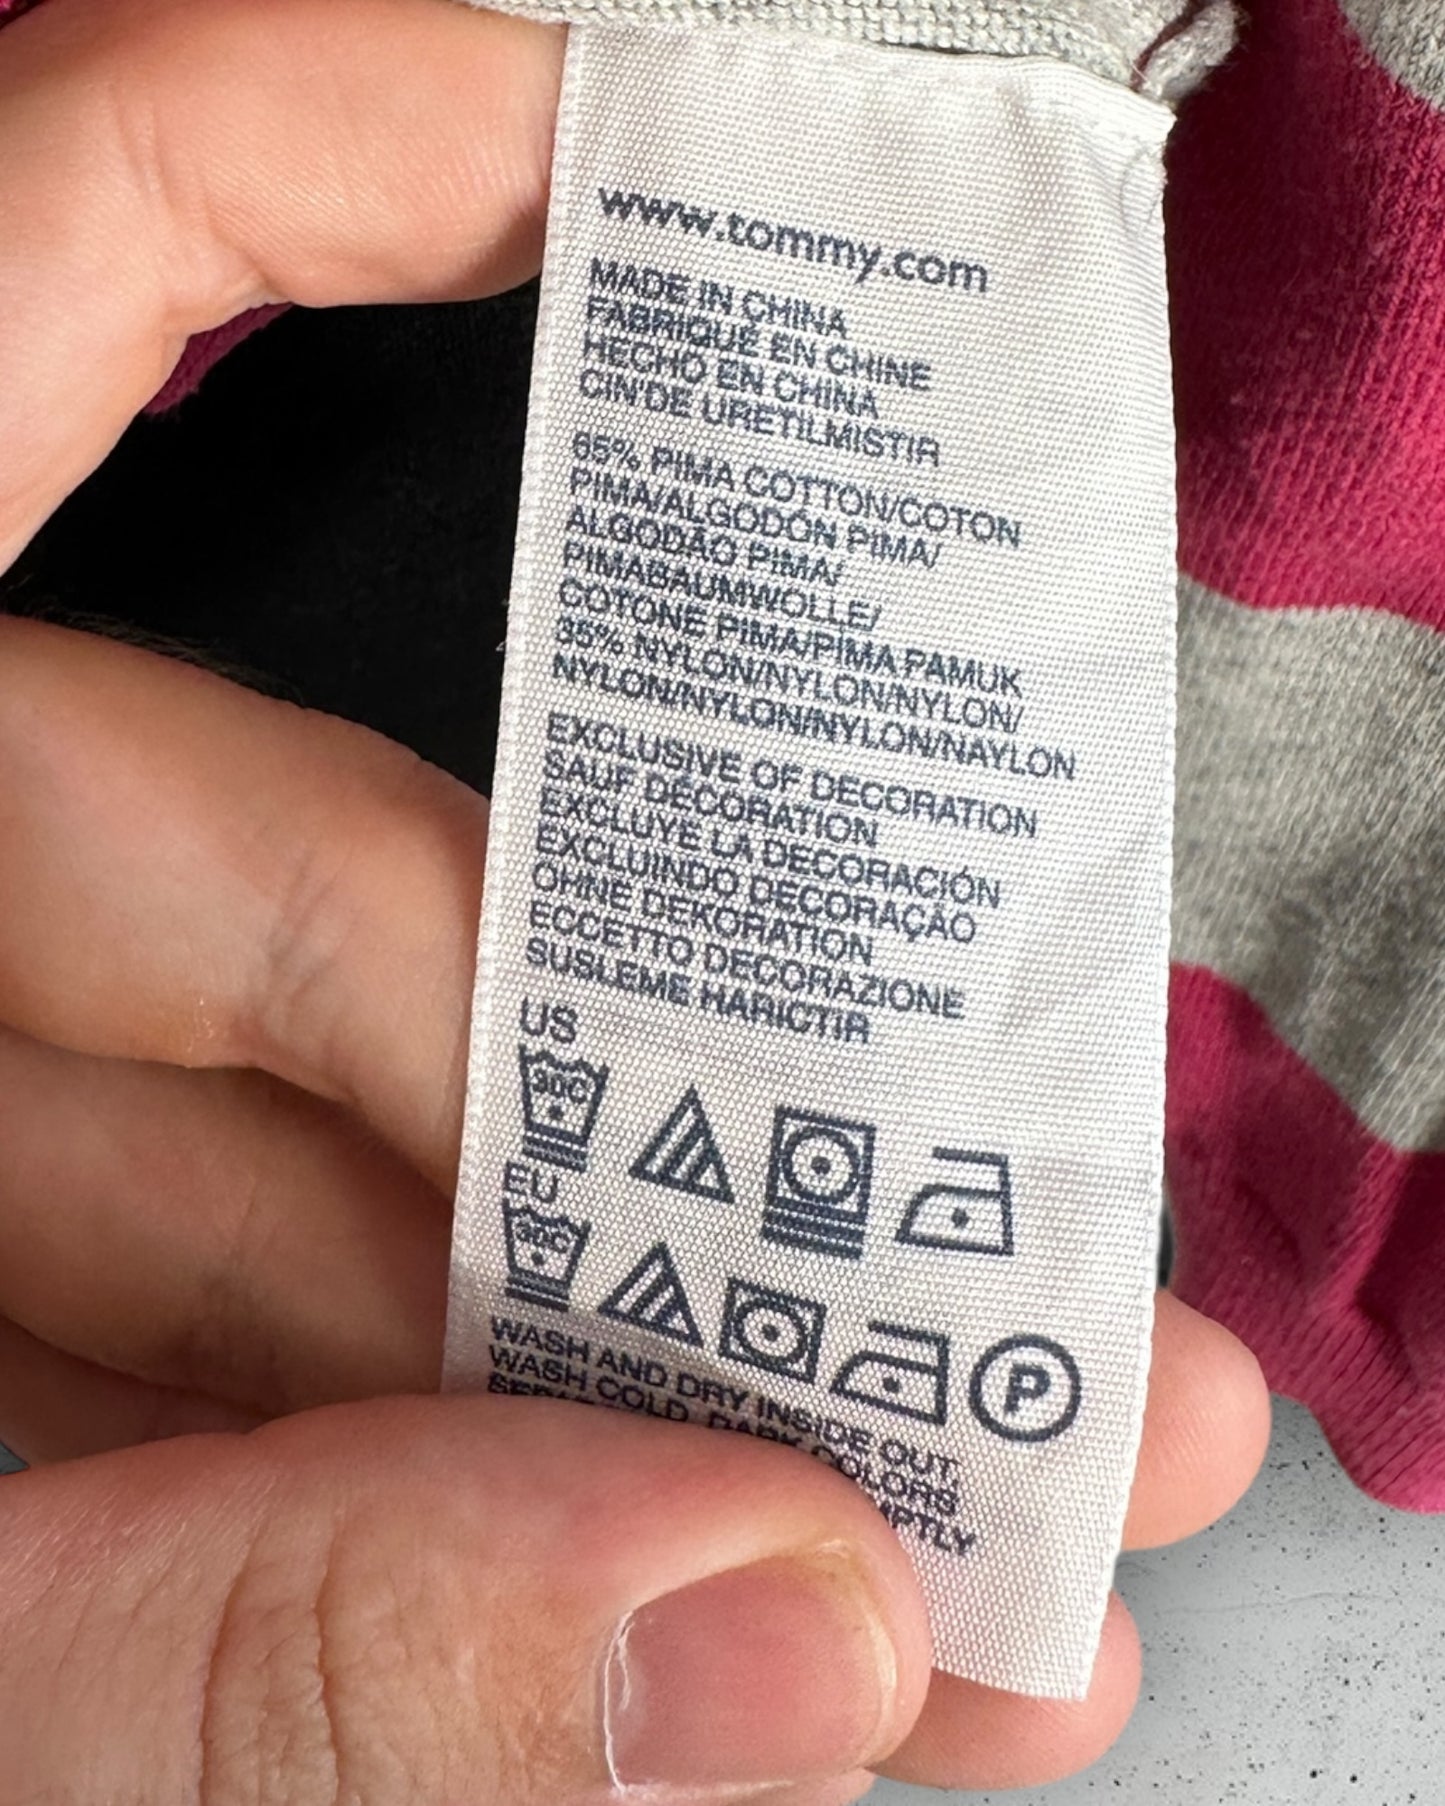 www.tommy.com
MADE IN CHINA
FABRIQUÉ EN CHINE
HECHO EN CHINA
CIN'DE URETILMISTIR
65% PIMA COTTON/COTON
PIMA/ALGODÓN PIMA/
ALGODÃO PIMA/
PIMABAUMWOLLE/
COTONE PIMA/PIMA PAMUK
35% NYLON/NYLON/NYLON/
NYLON/NYLON/NYLON/NAYLON
EXCLUSIVE OF DECORATION
SAUF DÉCORATION
EXCLUYE LA DECORACIÓN
EXCLUINDO DECORAÇÃO
OHNE DEKORATION
ECCETTO DECORAZIONE
SUSLEME HARICTIR
US
30C
EU
30C
P
WASH AND DRY INSIDE OUT,
WASH COLD, DARK COLORS